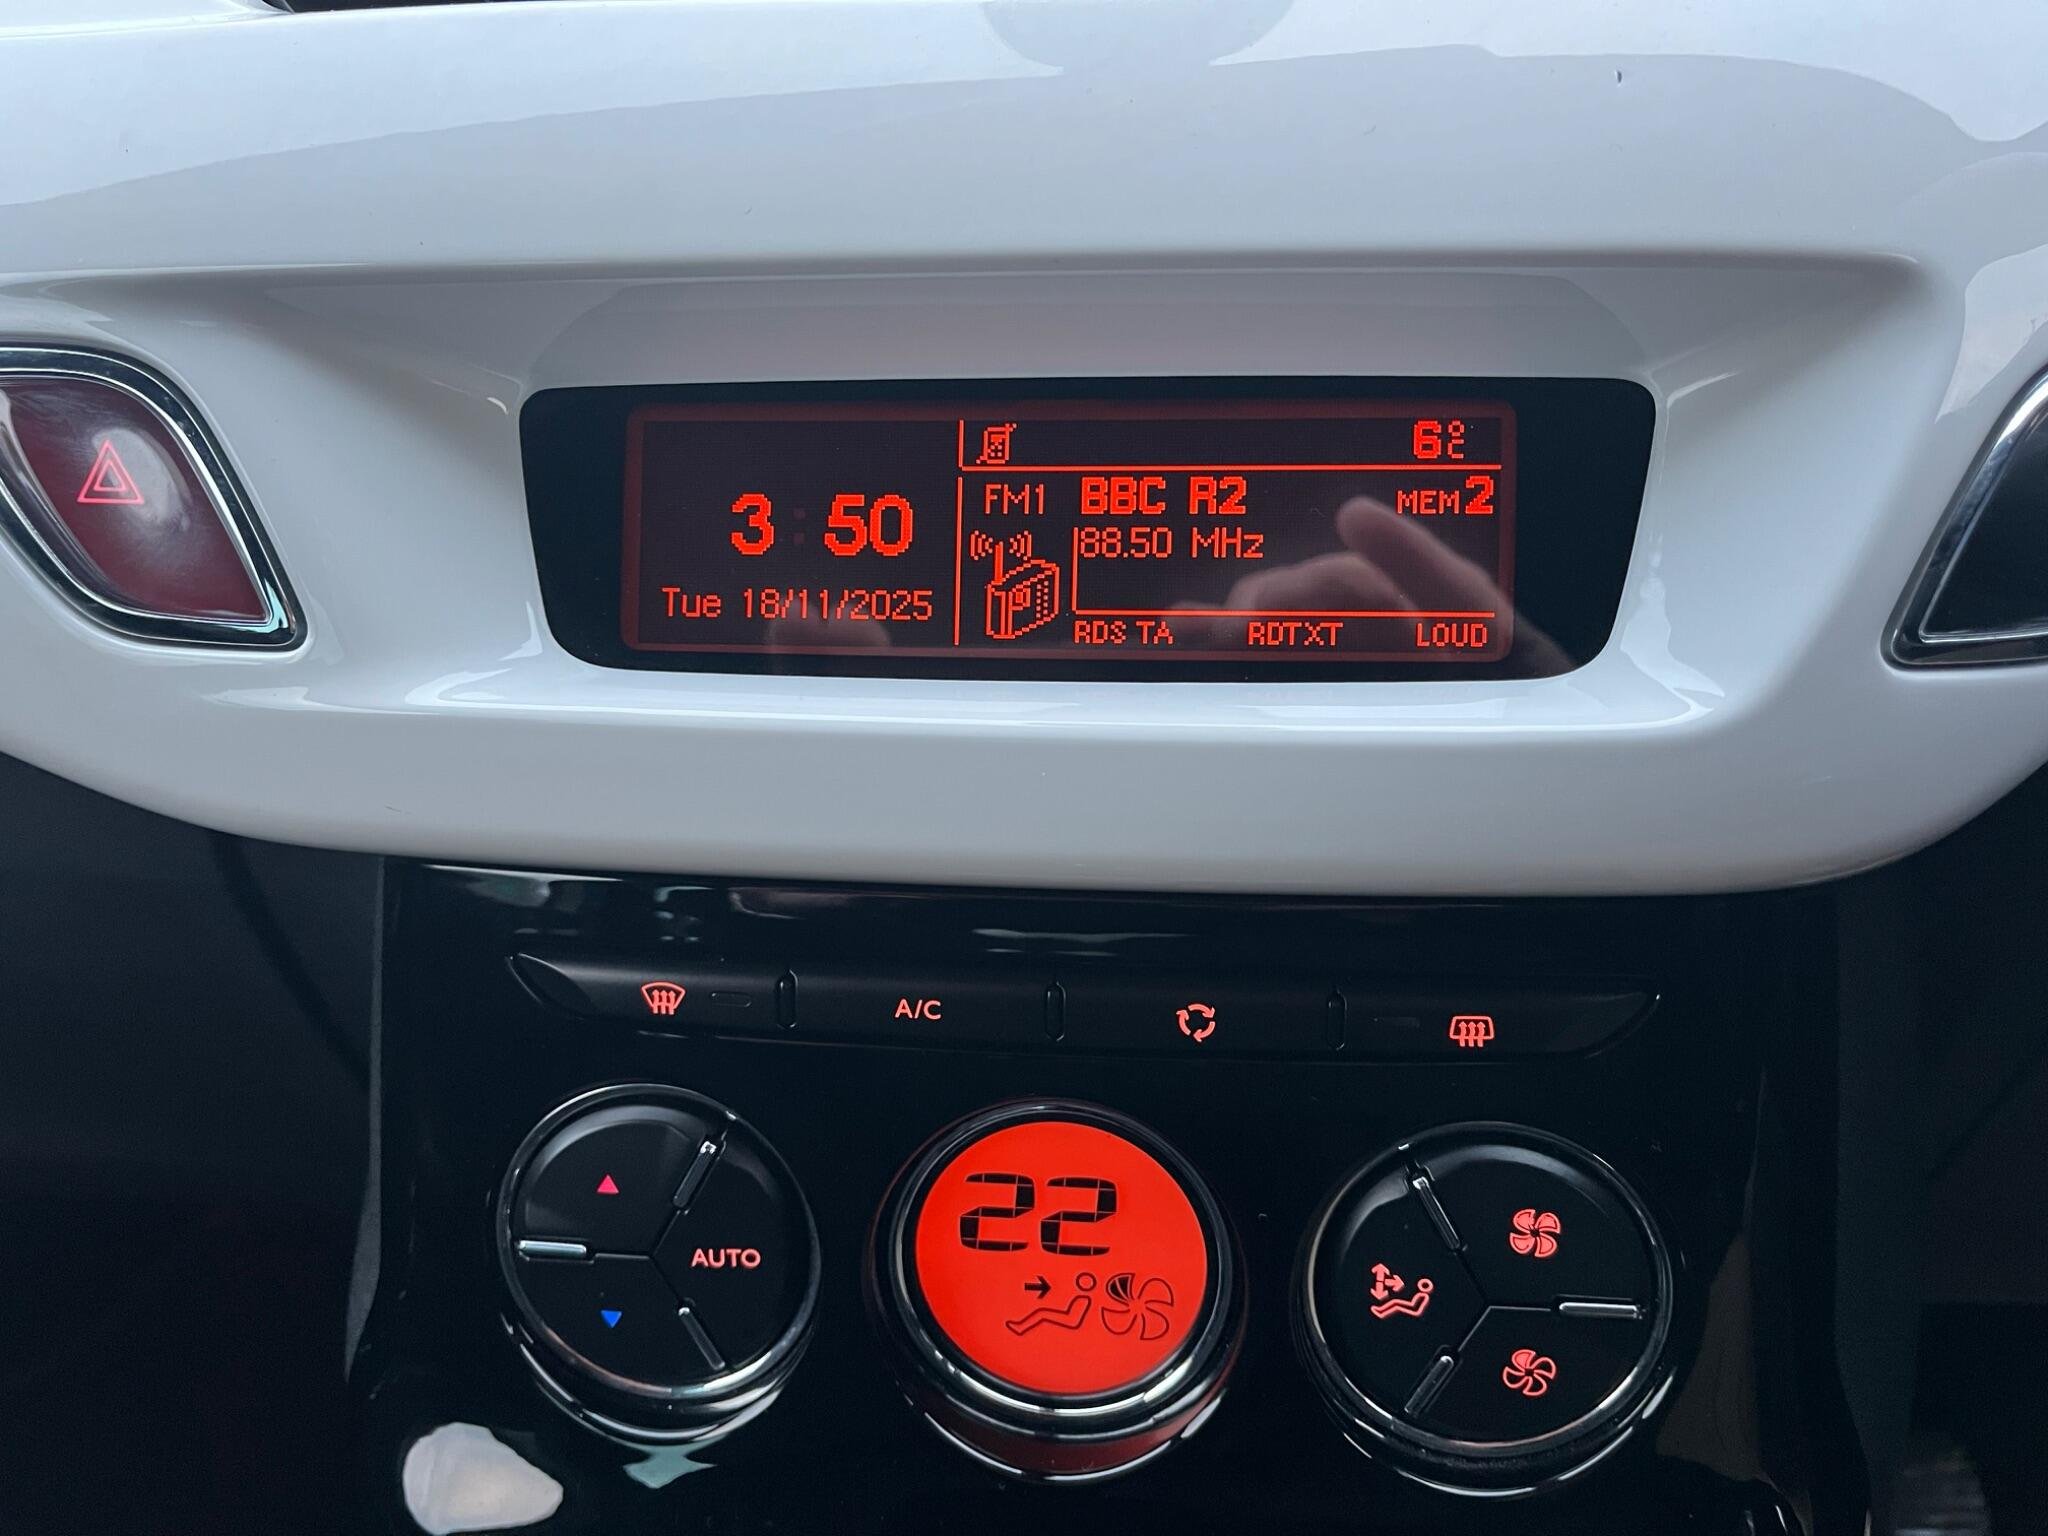 6°C
3:50
FM1 BBC R2 MEM2
88.50 MHz
Tue 18/11/2025
RDS TA RDTXT LOUD
A/C
AUTO
22